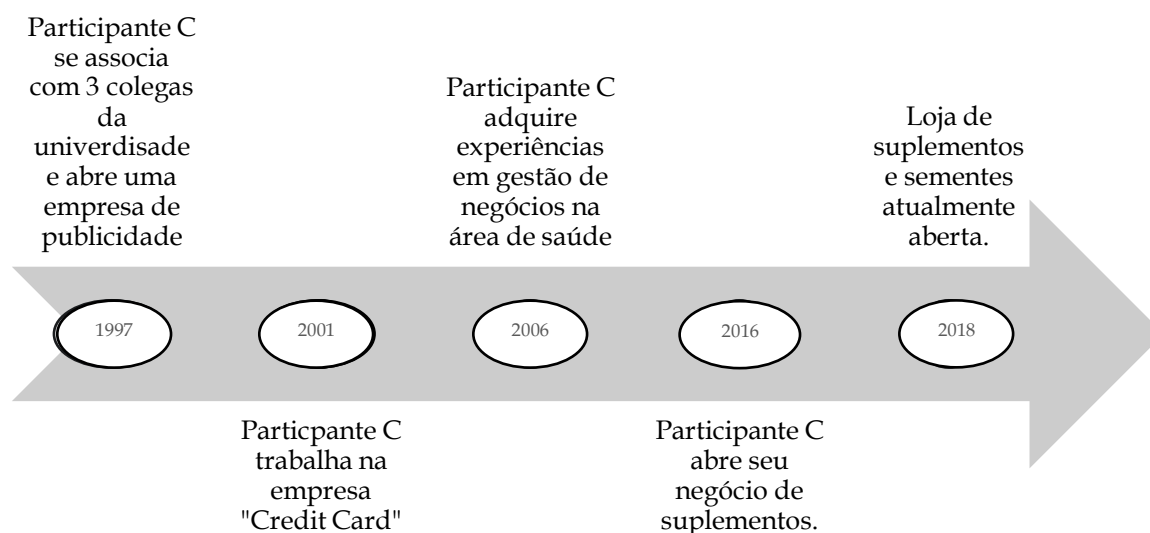 Participante C
se associa
com 3 colegas
da
univerdisade
e abre uma
empresa de
publicidade
Participante C
adquire
experiências
em gestão de
negócios na
área de saúde
Loja de
suplementos
e sementes
atualmente
aberta.
1997
2001
2006
2016
2018
Particpante C
trabalha na
empresa
"Credit Card"
Participante C
abre seu
negócio de
suplementos.